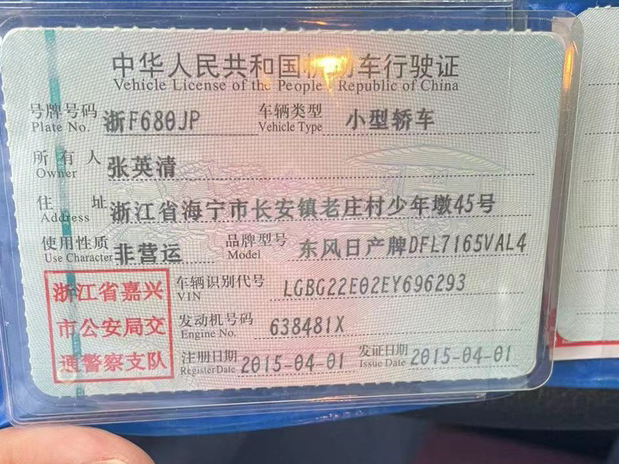 中华人民共和国机动车行驶证
Vehicle License of the People's Republic of China
号牌号码 浙F680JP 车辆类型 小型轿车
Plate No. Vehicle Type
所有人 张英清
Owner
住址 浙江省海宁市长安镇老庄村少年墩45号
Address
使用性质 非营运 品牌型号 东风日产牌DFL7165VAL4
Use Character Model
浙江省嘉兴
市公安局交
通警察支队
车辆识别代号 LGBG22E02EY696293
VIN
发动机号码 638481X
Engine No.
注册日期 2015-04-01 发证日期 2015-04-01
Register Date Issue Date